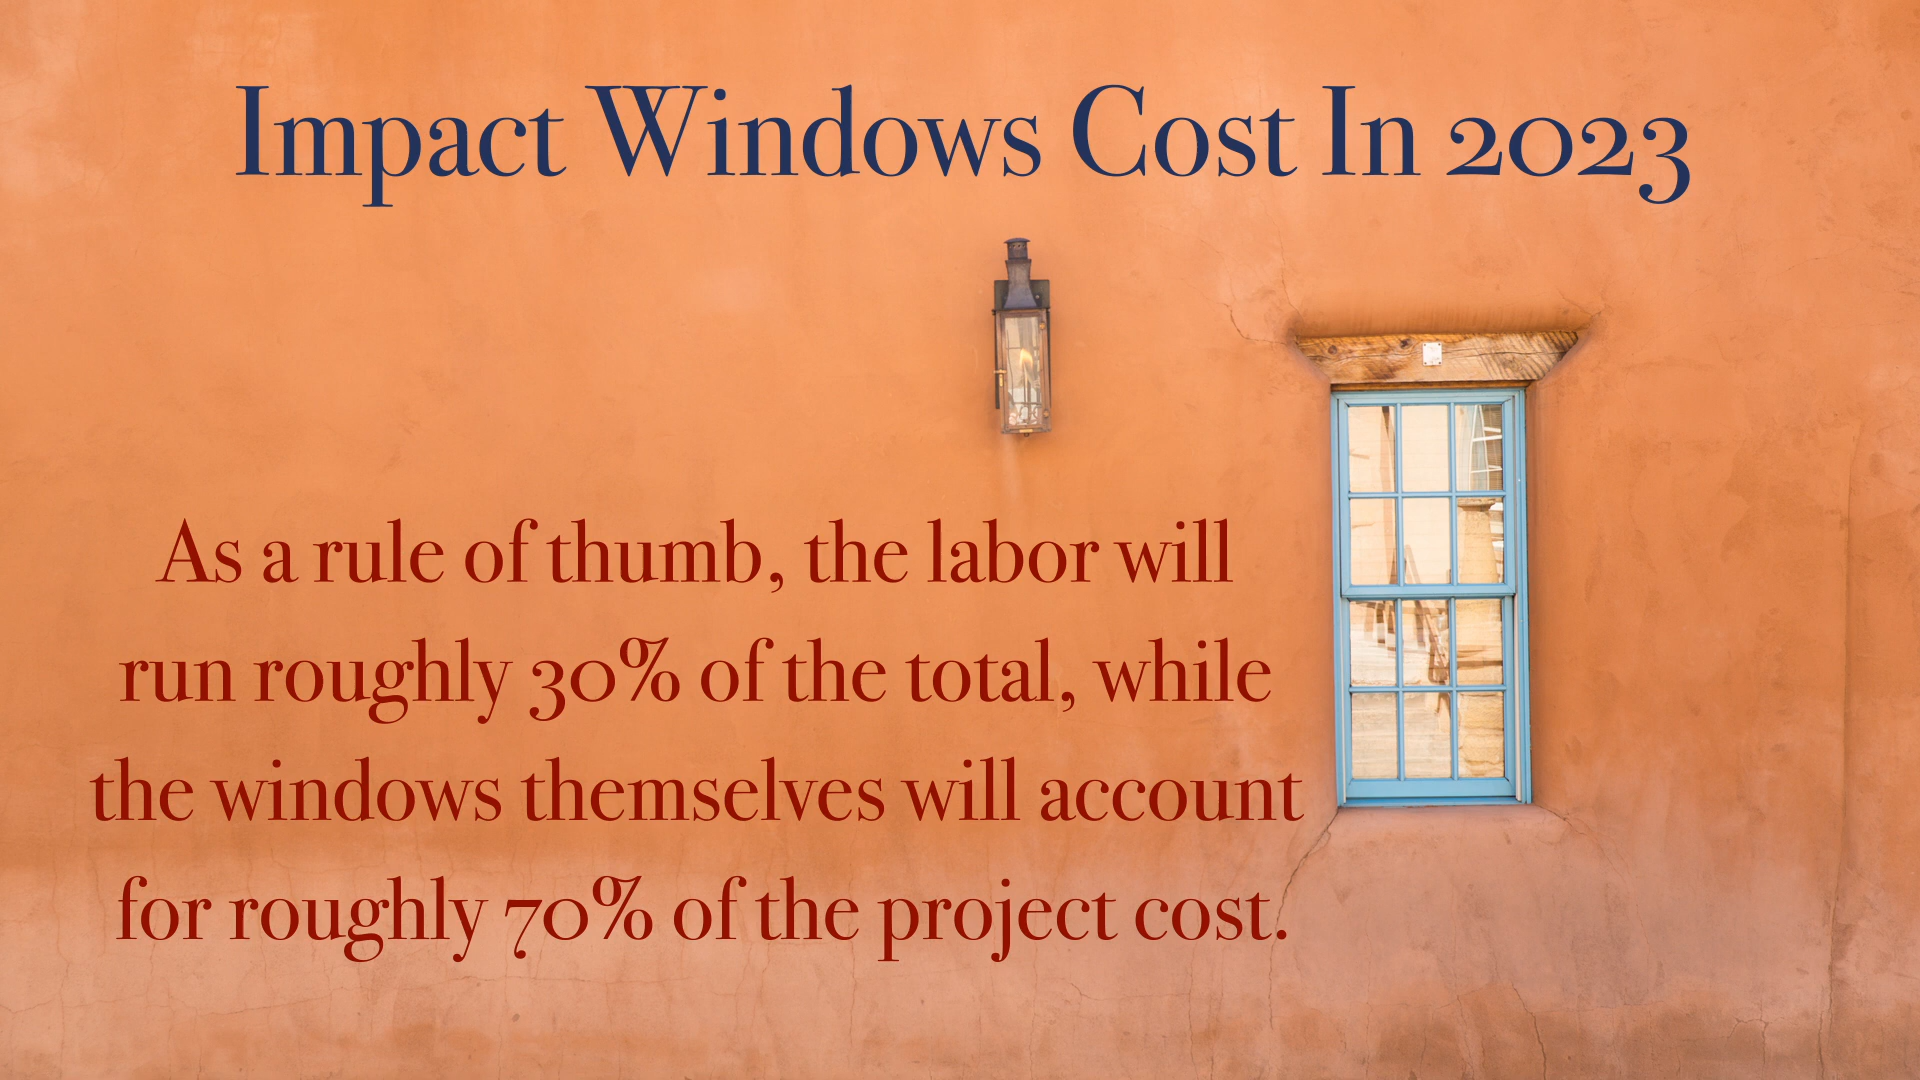 Impact Windows Cost In 2023
As a rule of thumb, the labor will
run roughly 30% of the total, while
the windows themselves will account
for roughly 70% of the project cost.